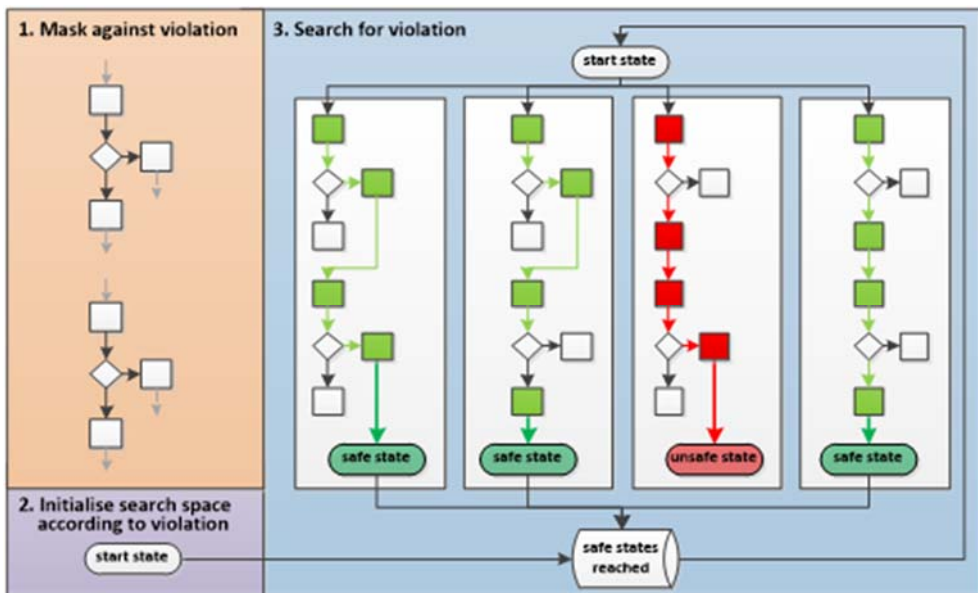 1. Mask against violation
3. Search for violation
start state
safe state
safe state
unsafe state
safe state
2. Initialise search space
according to violation
start state
safe states
reached